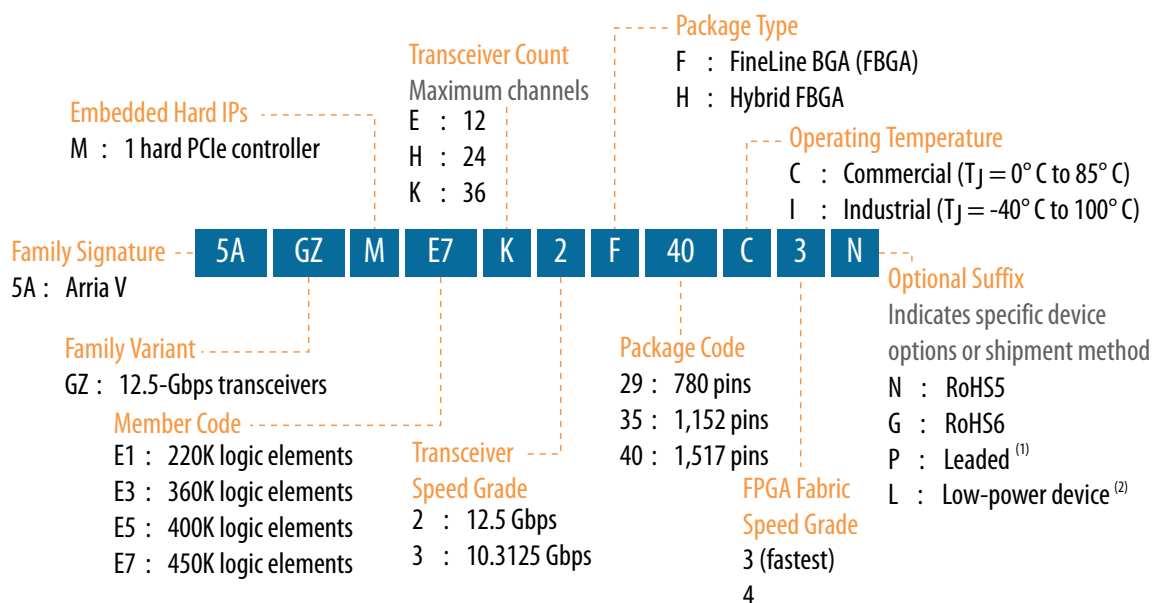 Package Type
F : FineLine BGA (FBGA)
H : Hybrid FBGA
Transceiver Count
Maximum channels
E : 12
H : 24
K : 36
Embedded Hard IPs
M : 1 hard PCIe controller
Operating Temperature
C : Commercial (TJ = 0° C to 85° C)
I : Industrial (TJ = -40° C to 100° C)
Family Signature
5A : Arria V
5A GZ M E7 K 2 F 40 C 3 N
Optional Suffix
Indicates specific device
options or shipment method
N : RoHS5
G : RoHS6
P : Leaded (1)
L : Low-power device (2)
Family Variant
GZ : 12.5-Gbps transceivers
Member Code
E1 : 220K logic elements
E3 : 360K logic elements
E5 : 400K logic elements
E7 : 450K logic elements
Transceiver
Speed Grade
2 : 12.5 Gbps
3 : 10.3125 Gbps
Package Code
29 : 780 pins
35 : 1,152 pins
40 : 1,517 pins
FPGA Fabric
Speed Grade
3 (fastest)
4